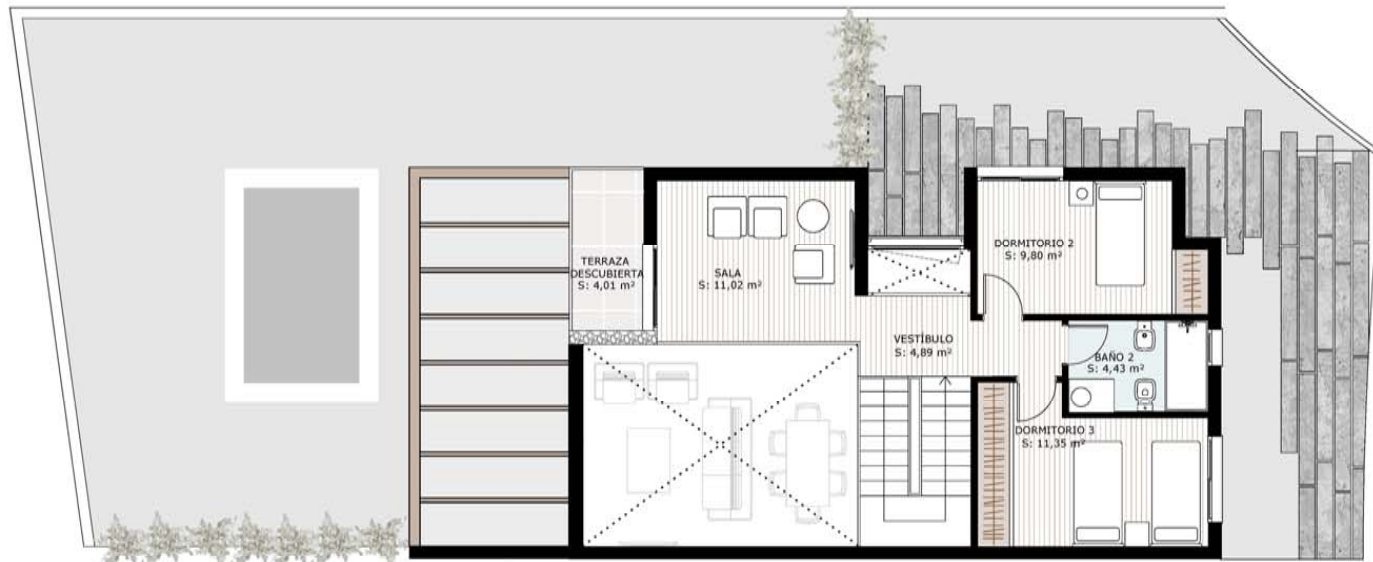 TERRAZA
DESCUBIERTA
S: 4,01 m²
SALA
S: 11,02 m²
DORMITORIO 2
S: 9,80 m²
VESTÍBULO
S: 4,89 m²
BAÑO 2
S: 4,43 m²
DORMITORIO 3
S: 11,35 m²